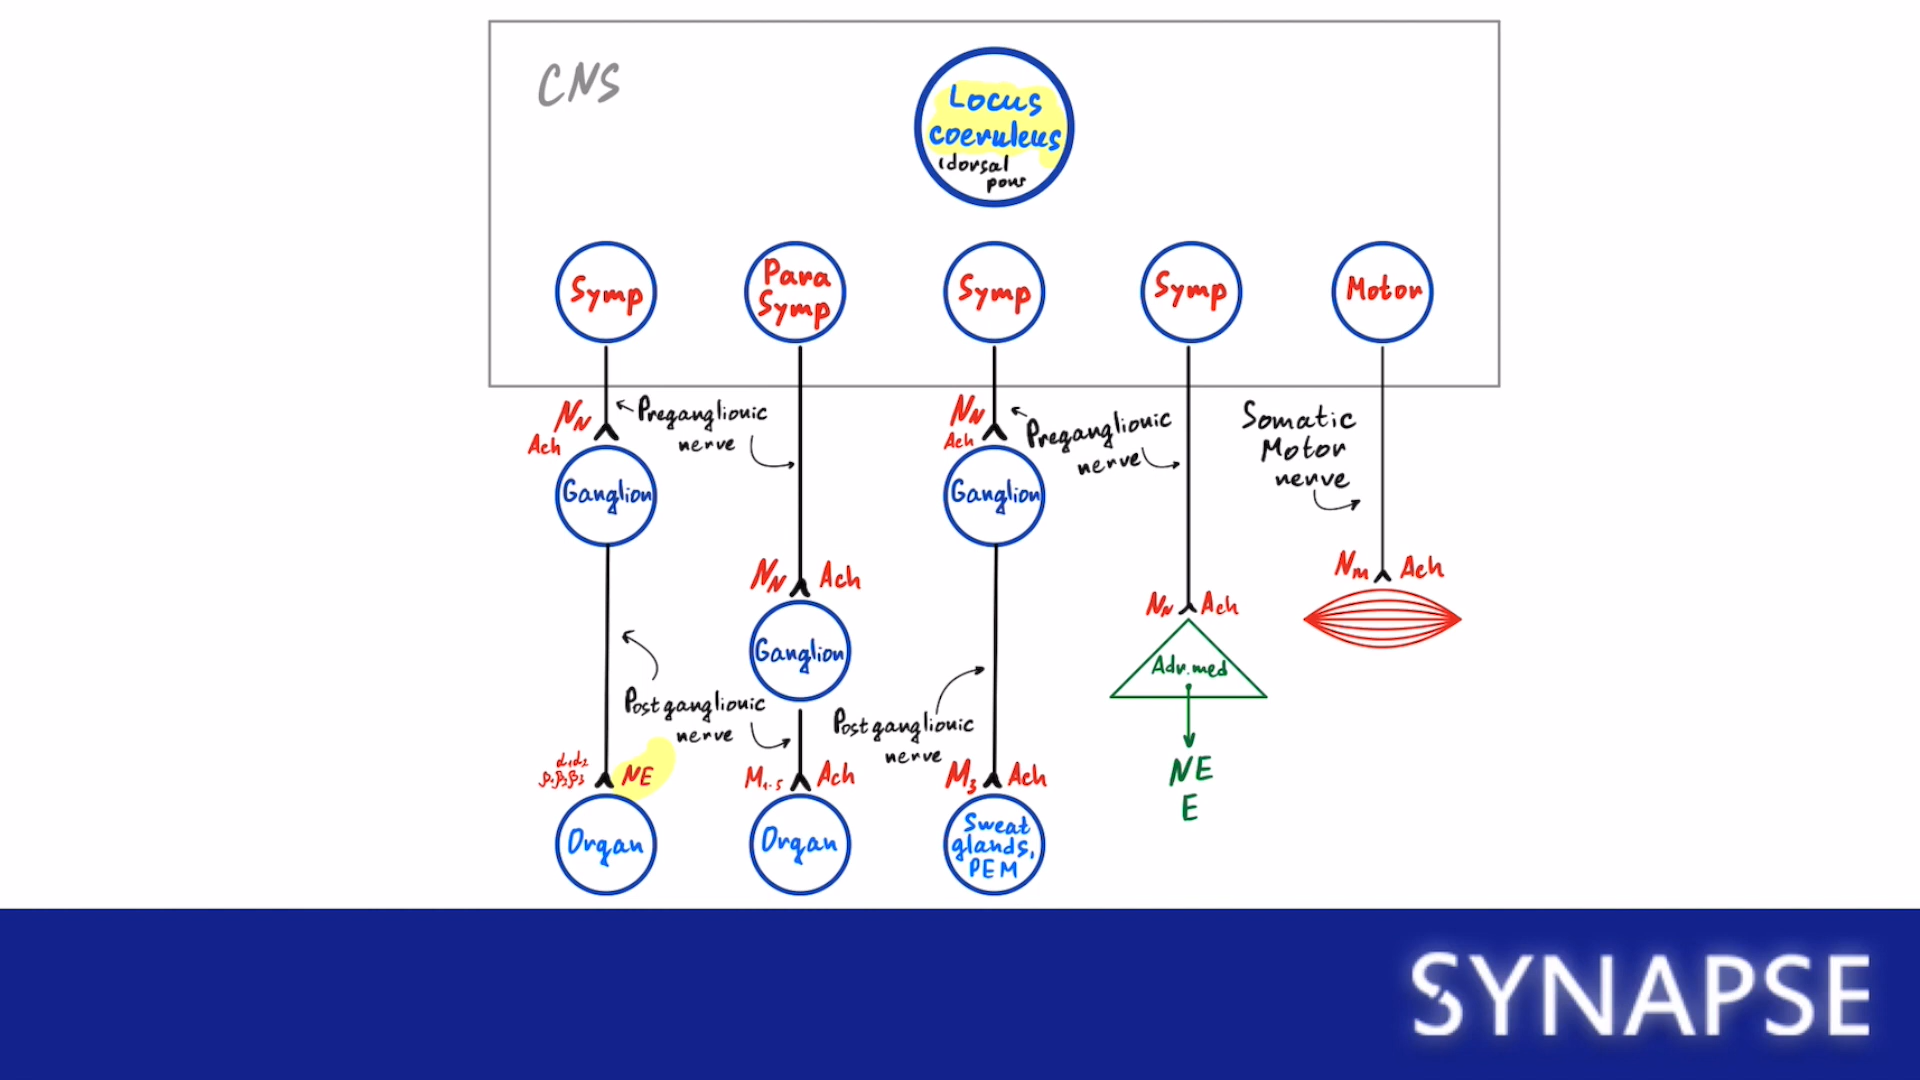 CNS
Locus
coeruleus
(dorsal
pons
Symp
Para
Symp
Symp
Symp
Motor
NN
Ach
Preganglionic
nerve
NN
Ach
Preganglionic
nerve
Somatic
Motor
nerve
Ganglion
Ganglion
NN Ach
Ganglion
NN Ach
Adr.med
NE
E
Nm Ach
Postganglionic
nerve
Postganglionic
nerve
α1α2
β1β2β3 NE
M1-5 Ach
M3 Ach
Organ
Organ
Sweat
glands,
PEM
SYNAPSE